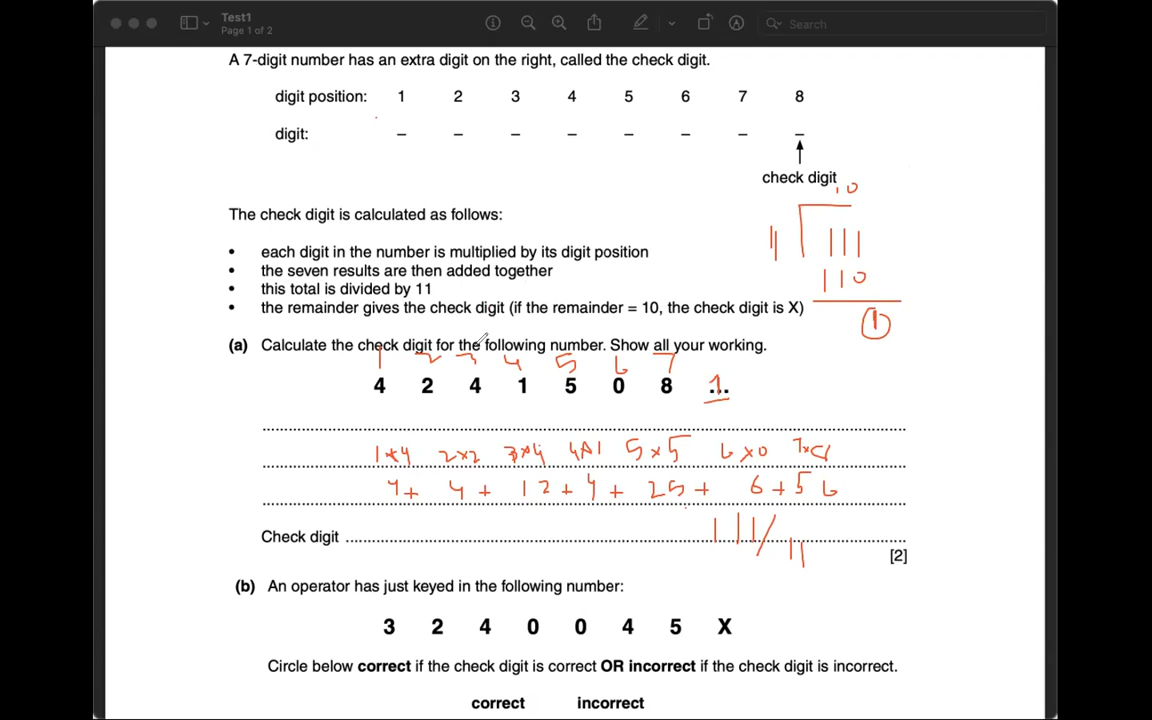 Test1
Page 1 of 2
Search
A 7-digit number has an extra digit on the right, called the check digit.
digit position: 1 2 3 4 5 6 7 8
digit: – – – – – – – –
check digit
The check digit is calculated as follows:
• each digit in the number is multiplied by its digit position
• the seven results are then added together
• this total is divided by 11
• the remainder gives the check digit (if the remainder = 10, the check digit is X)
10
11 111
110
1
(a) Calculate the check digit for the following number. Show all your working.
1 2 3 4 5 6 7
4 2 4 1 5 0 8 ... 1
1×4 2×2 3×4 4×1 5×5 6×0 7×8
4+ 4 + 12 + 4 + 25 + 6 + 56
111/11
Check digit
[2]
(b) An operator has just keyed in the following number:
3 2 4 0 0 4 5 X
Circle below correct if the check digit is correct OR incorrect if the check digit is incorrect.
correct incorrect